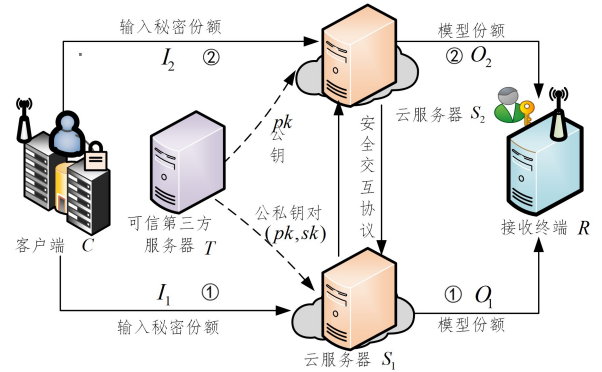 输入秘密份额
I₂ ②
模型份额
② O₂
pk
公
钥
云服务器 S₂
安全交互协议
公私钥对
(pk,sk)
可信第三方
服务器 T
客户端 C
接收终端 R
I₁ ①
输入秘密份额
① O₁
模型份额
云服务器 S₁